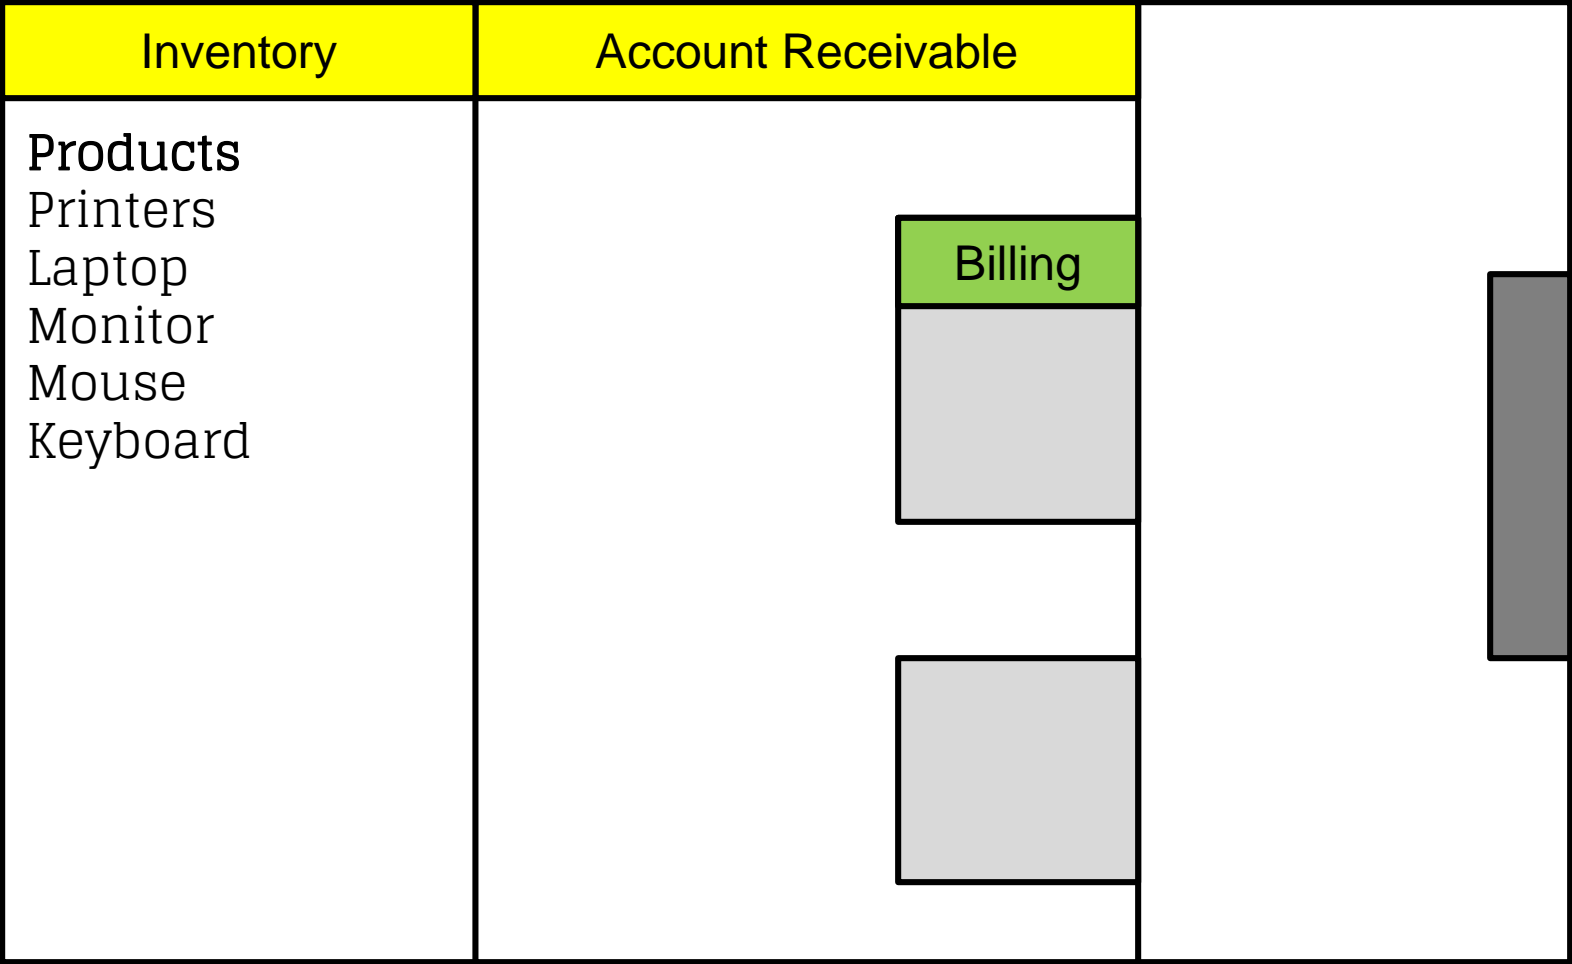 Inventory
Account Receivable
Products
Printers
Laptop
Monitor
Mouse
Keyboard
Billing